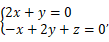 {2x + y = 0
{−x + 2y + z = 0'